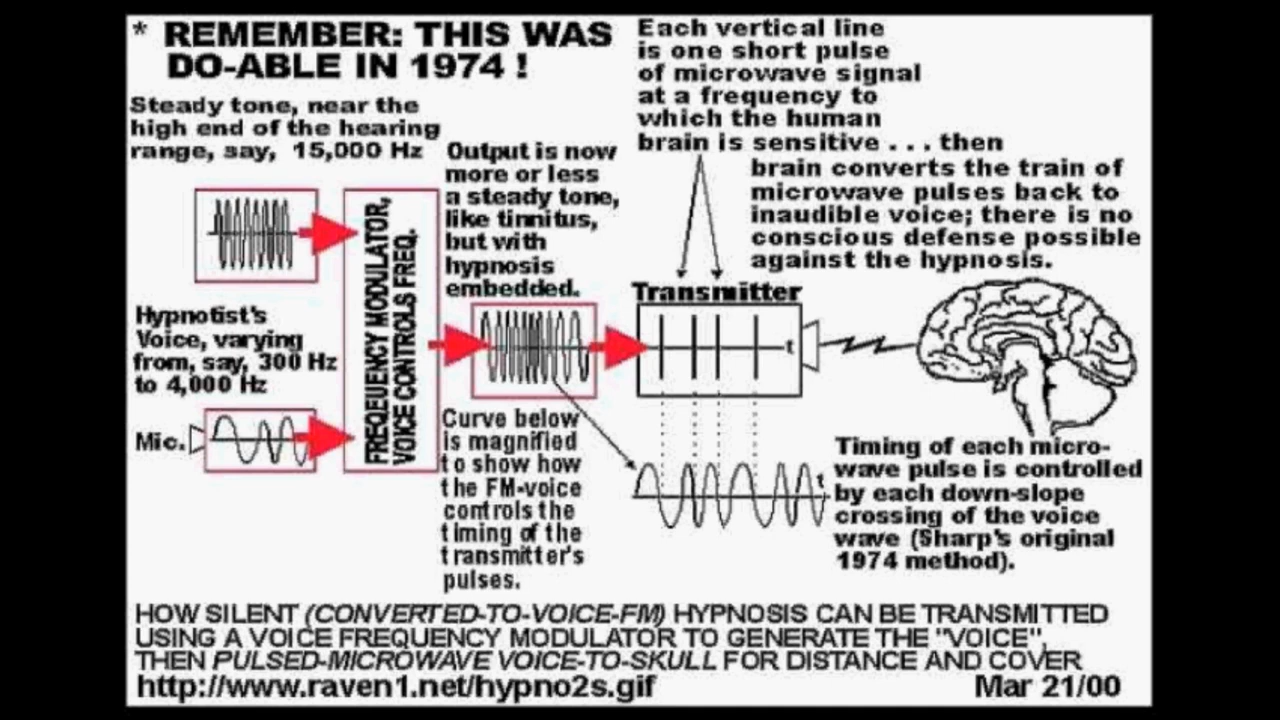 * REMEMBER: THIS WAS
DO-ABLE IN 1974 !
Steady tone, near the
high end of the hearing
range, say, 15,000 Hz
Hypnotist's
Voice, varying
from, say, 300 Hz
to 4,000 Hz
Mic.
FREQEUENCY MODULATOR,
VOICE CONTROLS FREQ.
Output is now
more or less
a steady tone,
like tinnitus,
but with
hypnosis
embedded.
Curve below
is magnified
to show how
the FM-voice
controls the
timing of the
transmitter's
pulses.
Each vertical line
is one short pulse
of microwave signal
at a frequency to
which the human
brain is sensitive . . . then
brain converts the train of
microwave pulses back to
inaudible voice; there is no
conscious defense possible
against the hypnosis.
Transmitter
t
t
Timing of each micro-
wave pulse is controlled
by each down-slope
crossing of the voice
wave (Sharp's original
1974 method).
HOW SILENT (CONVERTED-TO-VOICE-FM) HYPNOSIS CAN BE TRANSMITTED
USING A VOICE FREQUENCY MODULATOR TO GENERATE THE "VOICE",
THEN PULSED-MICROWAVE VOICE-TO-SKULL FOR DISTANCE AND COVER
http://www.raven1.net/hypno2s.gif Mar 21/00